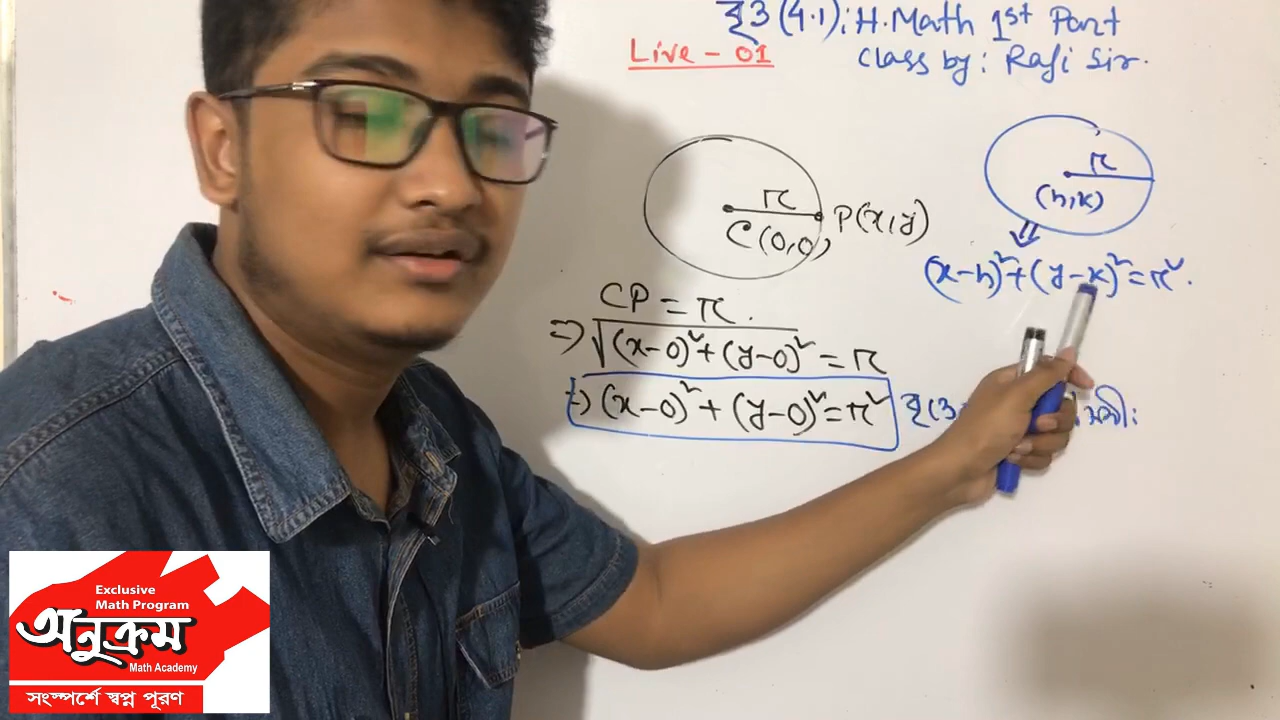 বৃত্ত (4.1): H. Math 1st Part
Live - 01
Class by: Rafi Sir.
r
C(0,0)
P(x,y)
r
(h,k)
(x-h)²+(y-k)²=r².
CP = r.
=> √(x-0)²+(y-0)² = r
=> (x-0)²+(y-0)²=r²
Exclusive
Math Program
অনুক্রম
Math Academy
সংস্পর্শে স্বপ্ন পূরণ